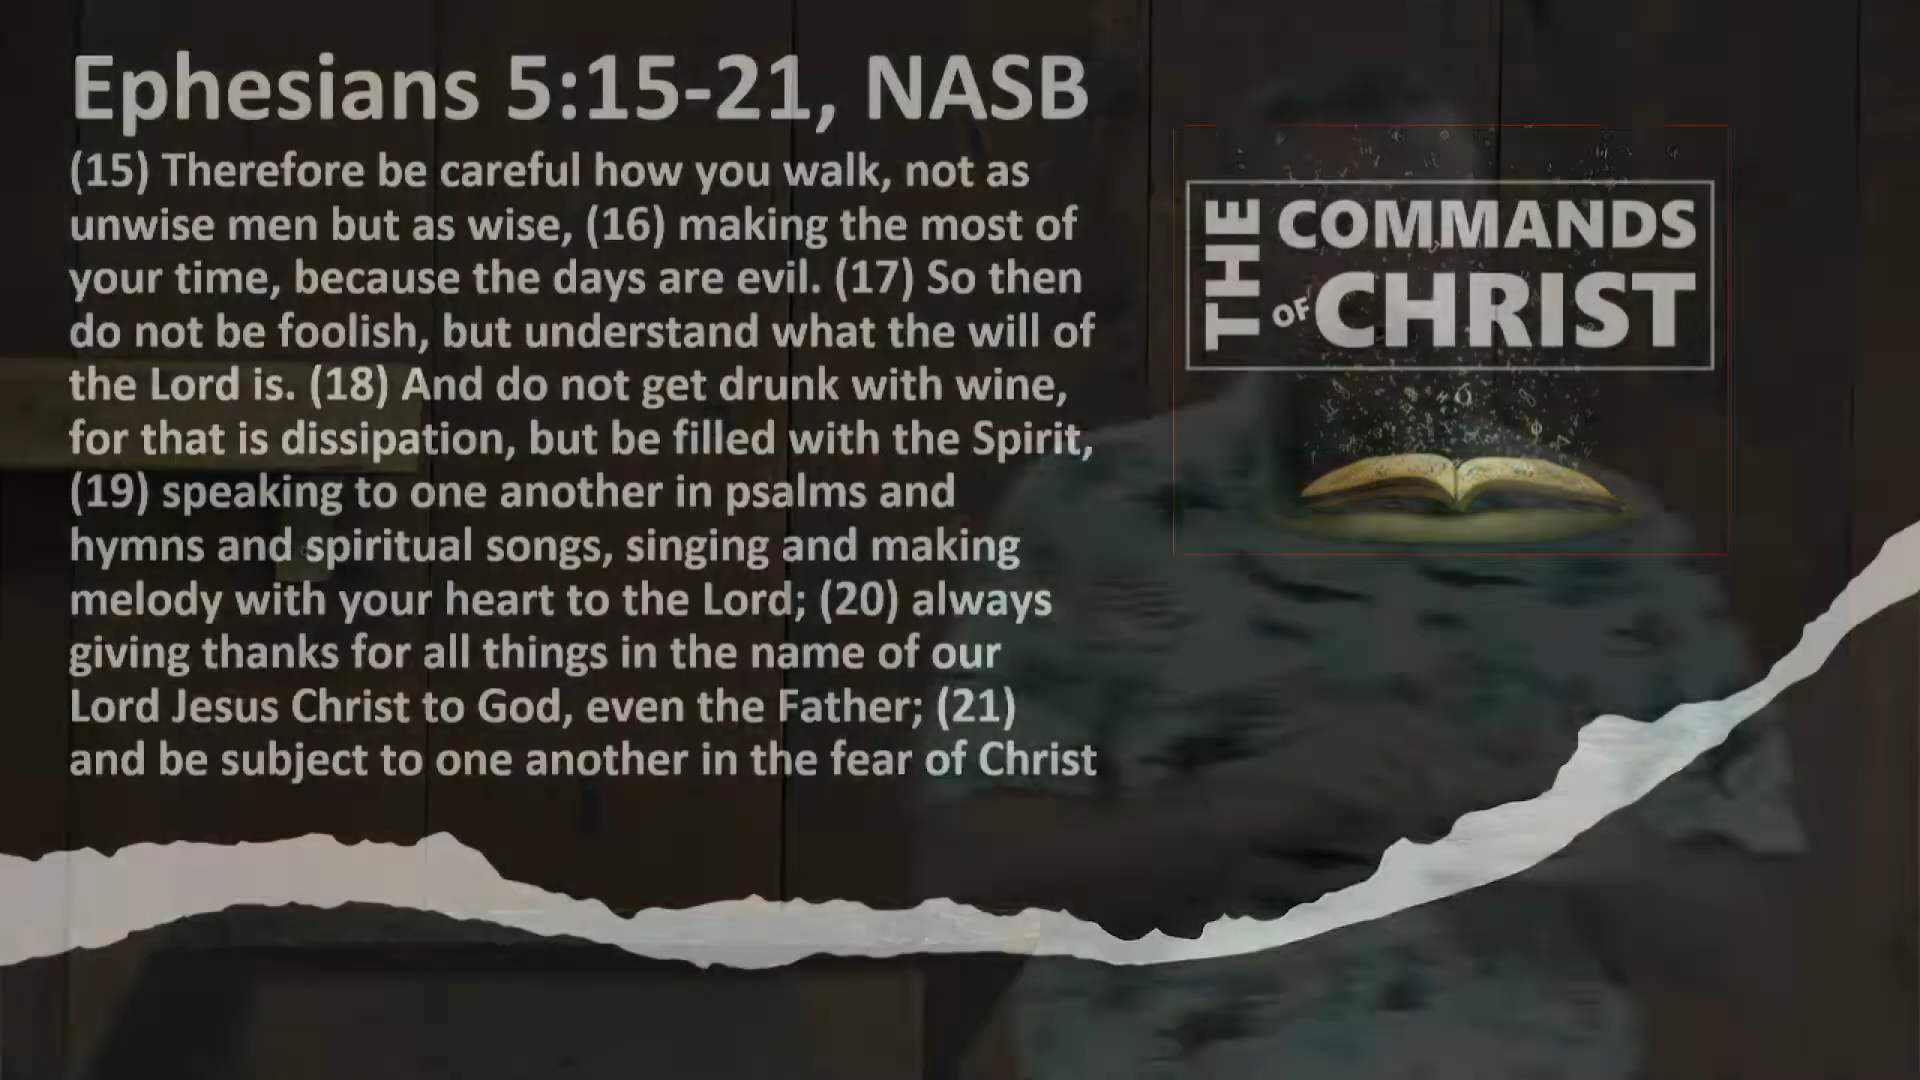 Ephesians 5:15-21, NASB
(15) Therefore be careful how you walk, not as
unwise men but as wise, (16) making the most of
your time, because the days are evil. (17) So then
do not be foolish, but understand what the will of
the Lord is. (18) And do not get drunk with wine,
for that is dissipation, but be filled with the Spirit,
(19) speaking to one another in psalms and
hymns and spiritual songs, singing and making
melody with your heart to the Lord; (20) always
giving thanks for all things in the name of our
Lord Jesus Christ to God, even the Father; (21)
and be subject to one another in the fear of Christ
THE COMMANDS
OF CHRIST